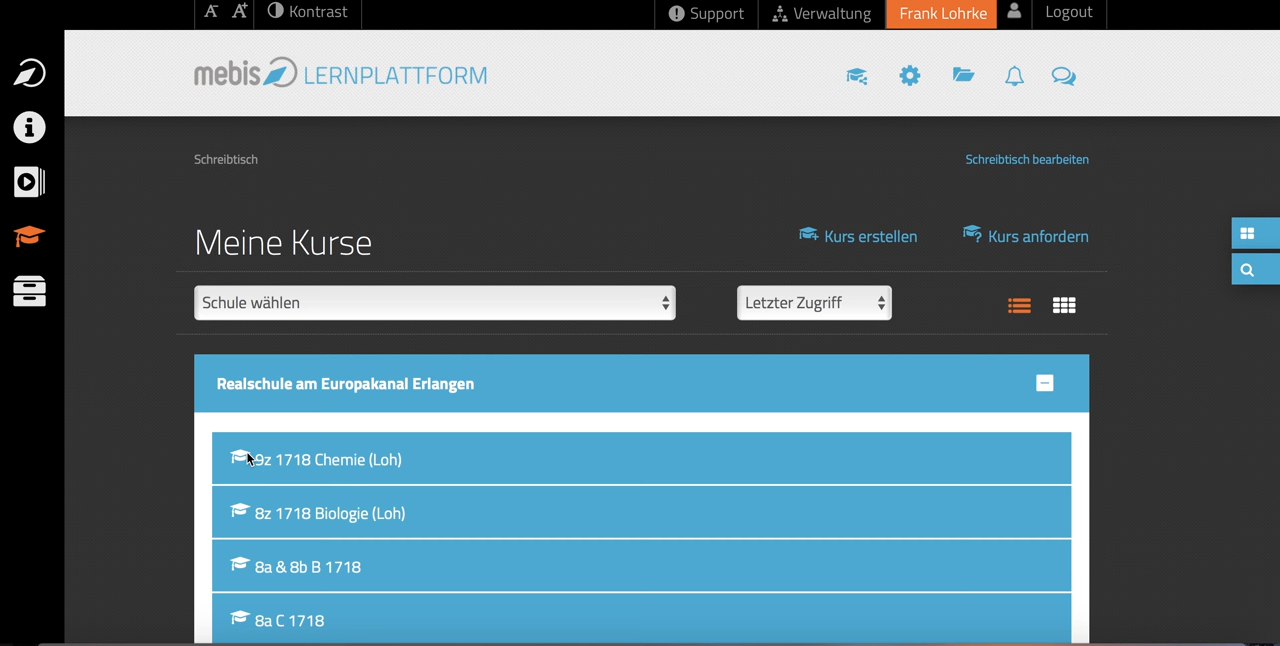 A- A+ Kontrast Support Verwaltung Frank Lohrke Logout
mebis LERNPLATTFORM
Schreibtisch Schreibtisch bearbeiten
Meine Kurse Kurs erstellen Kurs anfordern
Schule wählen Letzter Zugriff
Realschule am Europakanal Erlangen
9z 1718 Chemie (Loh)
8z 1718 Biologie (Loh)
8a & 8b B 1718
8a C 1718